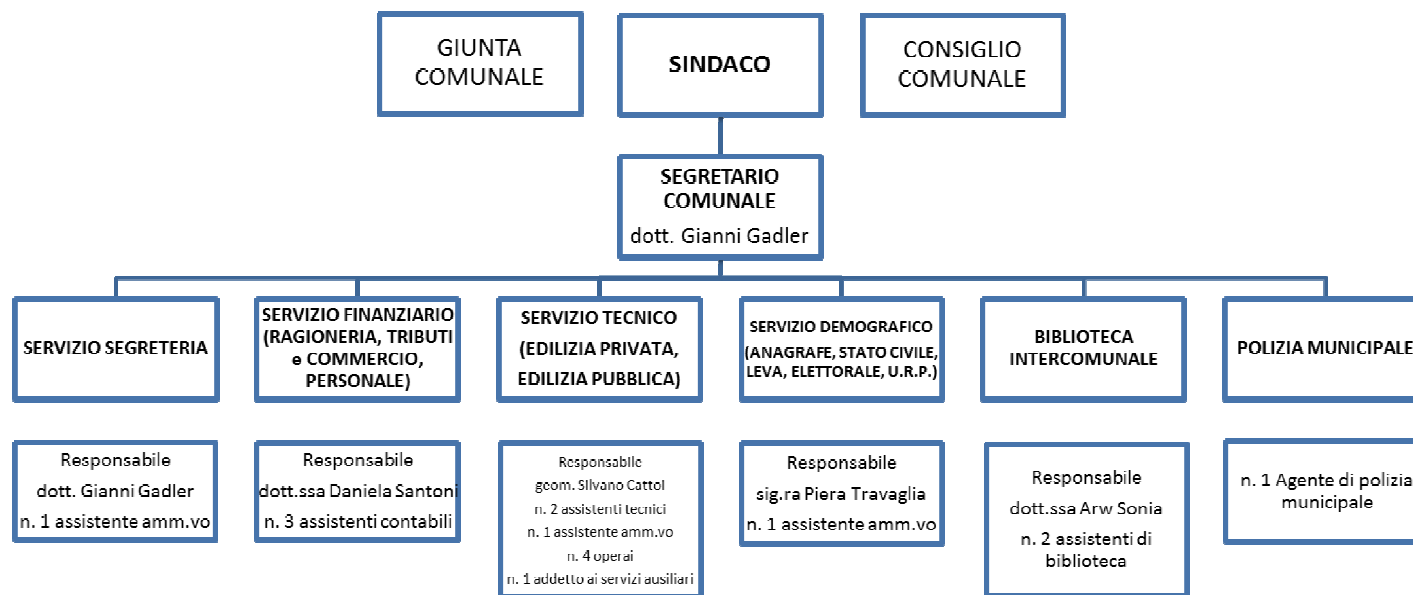 GIUNTA
COMUNALE
SINDACO
CONSIGLIO
COMUNALE
SEGRETARIO
COMUNALE
dott. Gianni Gadler
SERVIZIO SEGRETERIA
SERVIZIO FINANZIARIO
(RAGIONERIA, TRIBUTI
e COMMERCIO,
PERSONALE)
SERVIZIO TECNICO
(EDILIZIA PRIVATA,
EDILIZIA PUBBLICA)
SERVIZIO DEMOGRAFICO
(ANAGRAFE, STATO CIVILE,
LEVA, ELETTORALE, U.R.P.)
BIBLIOTECA
INTERCOMUNALE
POLIZIA MUNICIPALE
Responsabile
dott. Gianni Gadler
n. 1 assistente amm.vo
Responsabile
dott.ssa Daniela Santoni
n. 3 assistenti contabili
Responsabile
geom. Silvano Cattoi
n. 2 assistenti tecnici
n. 1 assistente amm.vo
n. 4 operai
n. 1 addetto ai servizi ausiliari
Responsabile
sig.ra Piera Travaglia
n. 1 assistente amm.vo
Responsabile
dott.ssa Arw Sonia
n. 2 assistenti di
biblioteca
n. 1 Agente di polizia
municipale